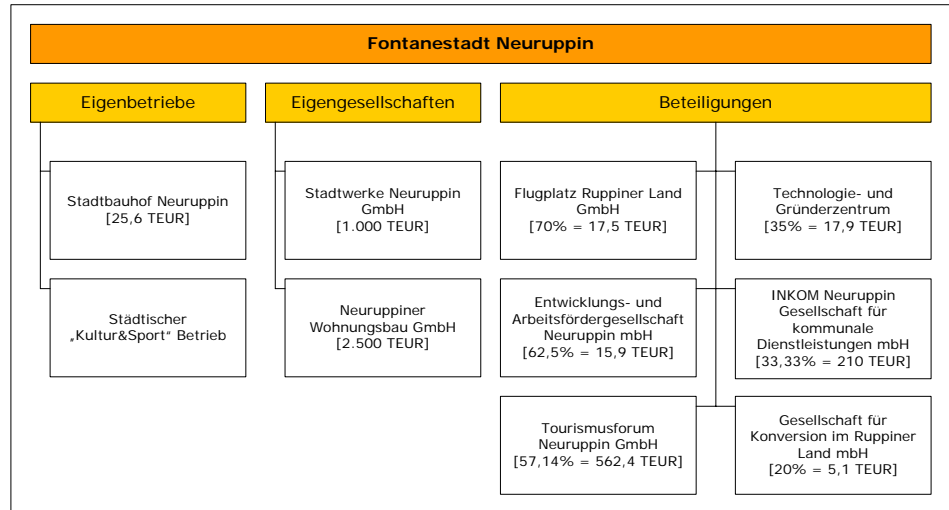 Fontanestadt Neuruppin
Eigenbetriebe
Stadtbauhof Neuruppin
[25,6 TEUR]
Städtischer
„Kultur&Sport" Betrieb
Eigengesellschaften
Stadtwerke Neuruppin
GmbH
[1.000 TEUR]
Neuruppiner
Wohnungsbau GmbH
[2.500 TEUR]
Beteiligungen
Flugplatz Ruppiner Land
GmbH
[70% = 17,5 TEUR]
Technologie- und
Gründerzentrum
[35% = 17,9 TEUR]
Entwicklungs- und
Arbeitsfördergesellschaft
Neuruppin mbH
[62,5% = 15,9 TEUR]
INKOM Neuruppin
Gesellschaft für
kommunale
Dienstleistungen mbH
[33,33% = 210 TEUR]
Tourismusforum
Neuruppin GmbH
[57,14% = 562,4 TEUR]
Gesellschaft für
Konversion im Ruppiner
Land mbH
[20% = 5,1 TEUR]